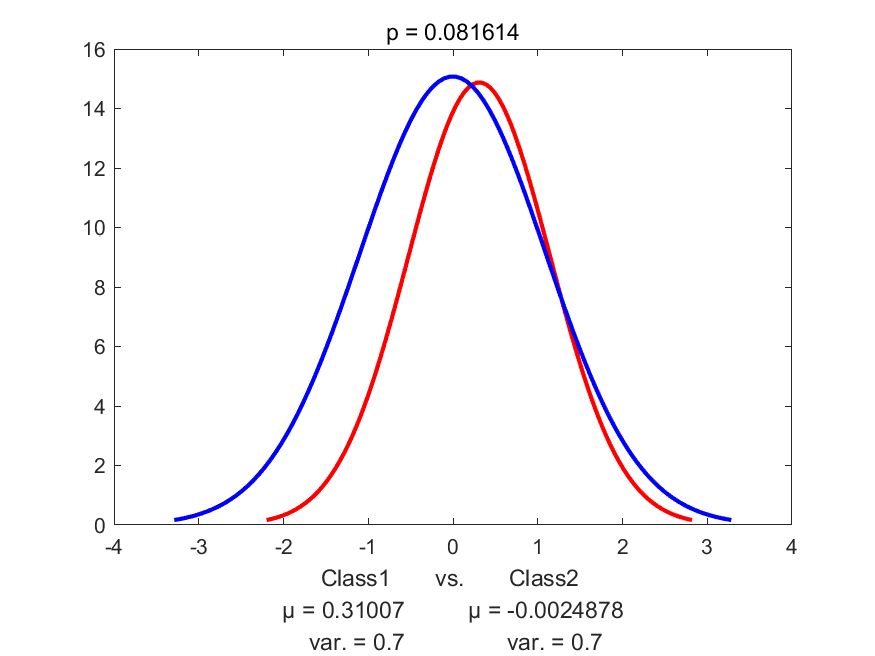 p = 0.081614
16
14
12
10
8
6
4
2
0
-4 -3 -2 -1 0 1 2 3 4
Class1 vs. Class2
μ = 0.31007 μ = -0.0024878
var. = 0.7 var. = 0.7